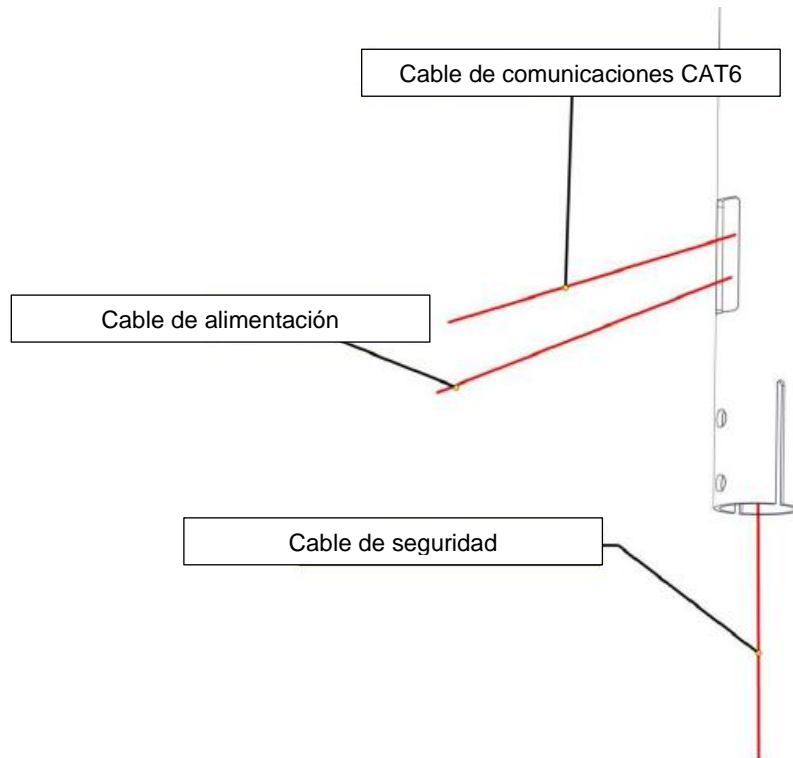 Cable de comunicaciones CAT6
Cable de alimentación
Cable de seguridad